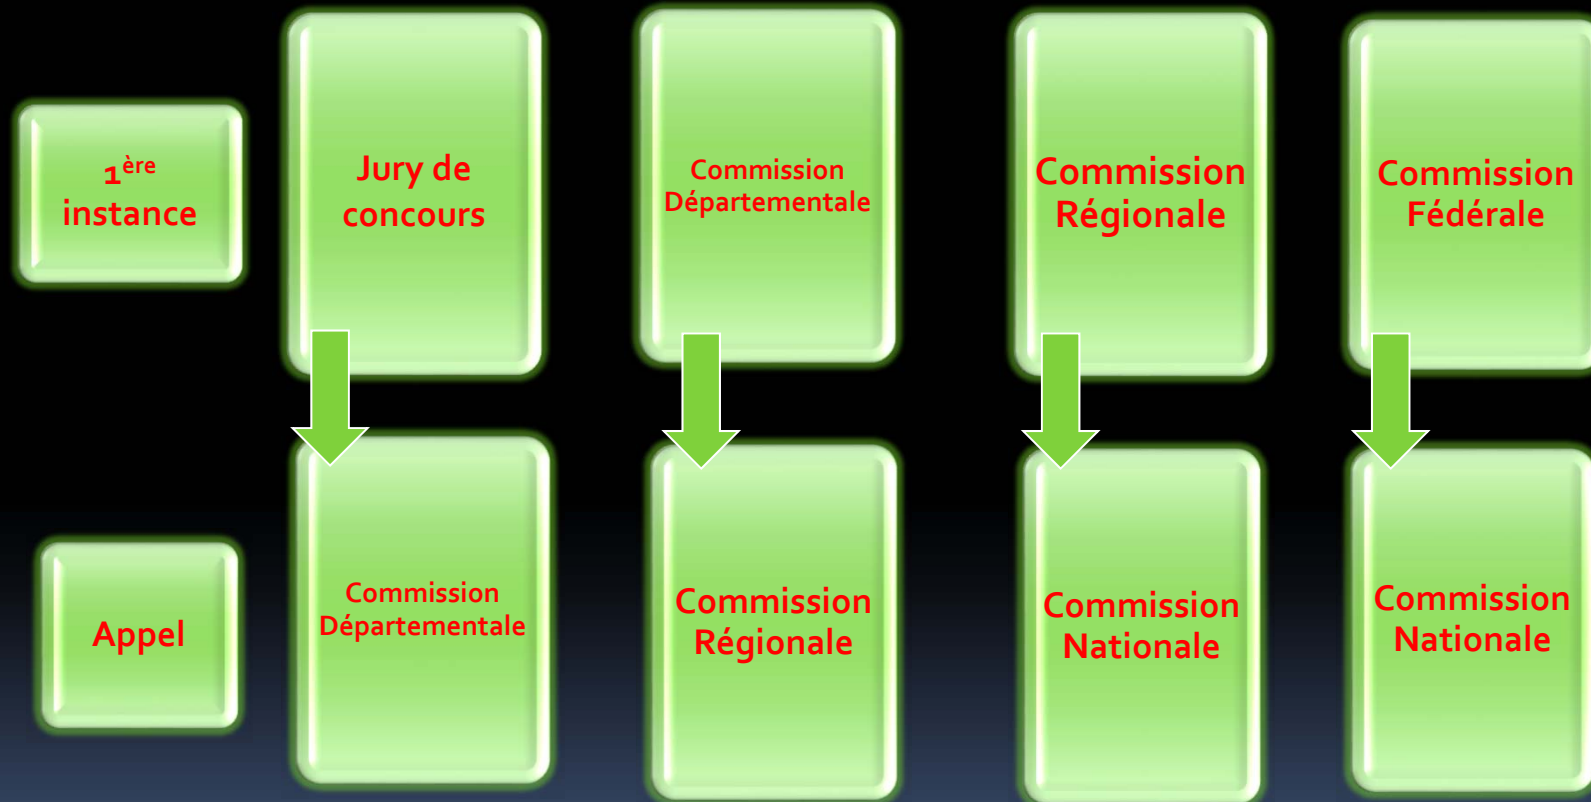 1ère
instance
Jury de
concours
Commission
Départementale
Commission
Régionale
Commission
Fédérale
Appel
Commission
Départementale
Commission
Régionale
Commission
Nationale
Commission
Nationale